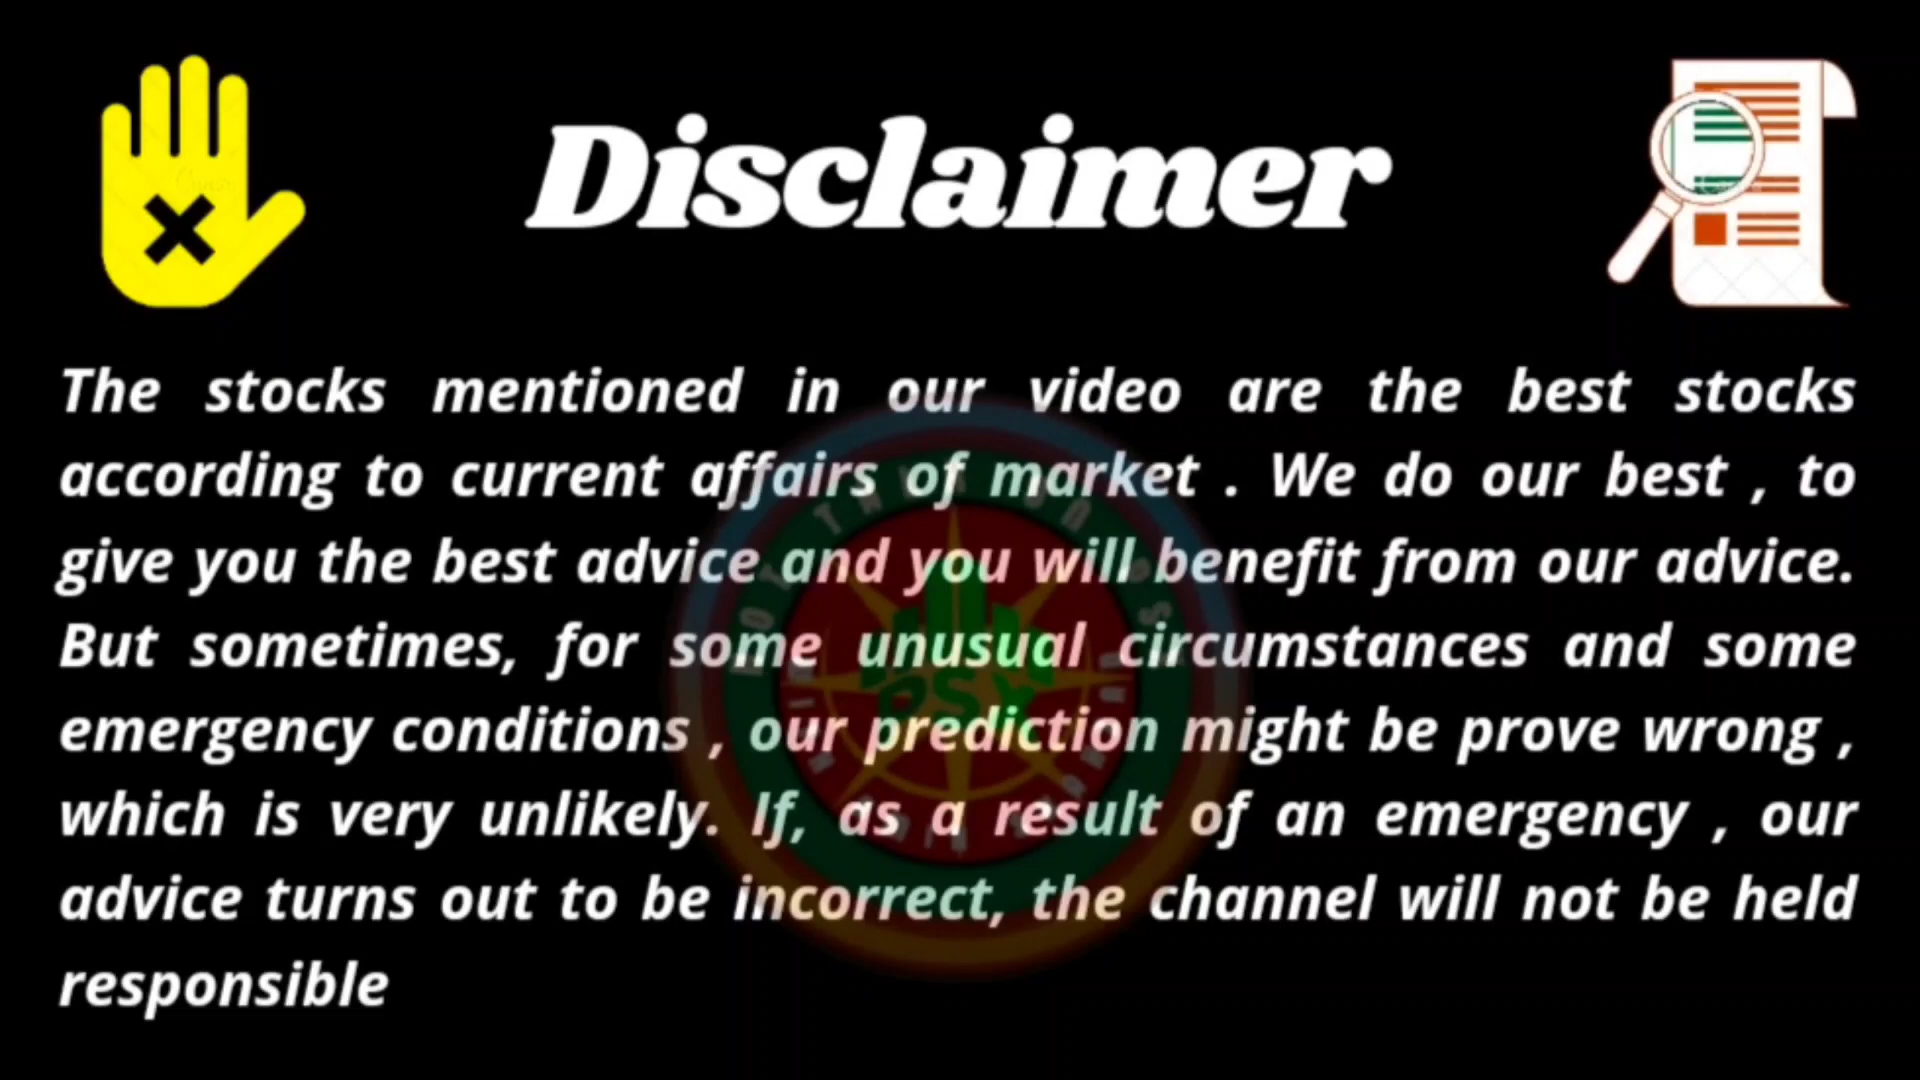 Disclaimer
The stocks mentioned in our video are the best stocks
according to current affairs of market . We do our best , to
give you the best advice and you will benefit from our advice.
But sometimes, for some unusual circumstances and some
emergency conditions , our prediction might be prove wrong ,
which is very unlikely. If, as a result of an emergency , our
advice turns out to be incorrect, the channel will not be held
responsible
PSX